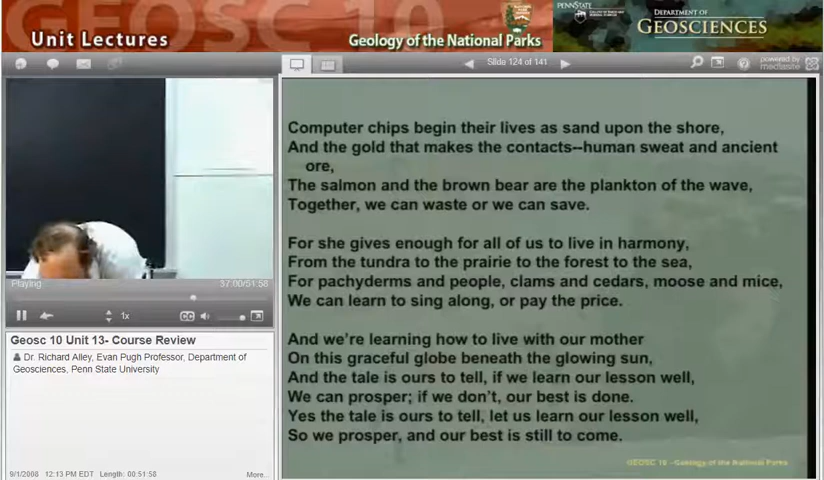 GEOSC 10
Unit Lectures
Geology of the National Parks
PENNSTATE
DEPARTMENT OF
GEOSCIENCES
Slide 124 of 141
powered by
mediasite
Computer chips begin their lives as sand upon the shore,
And the gold that makes the contacts--human sweat and ancient
ore,
The salmon and the brown bear are the plankton of the wave,
Together, we can waste or we can save.
For she gives enough for all of us to live in harmony,
From the tundra to the prairie to the forest to the sea,
For pachyderms and people, clams and cedars, moose and mice,
We can learn to sing along, or pay the price.
And we're learning how to live with our mother
On this graceful globe beneath the glowing sun,
And the tale is ours to tell, if we learn our lesson well,
We can prosper; if we don't, our best is done.
Yes the tale is ours to tell, let us learn our lesson well,
So we prosper, and our best is still to come.
GEOSC 10 --Geology of the National Parks
Playing
37:00/51:58
1x
CC
Geosc 10 Unit 13- Course Review
Dr. Richard Alley, Evan Pugh Professor, Department of
Geosciences, Penn State University
9/1/2008 12:13 PM EDT Length: 00:51:58
More...